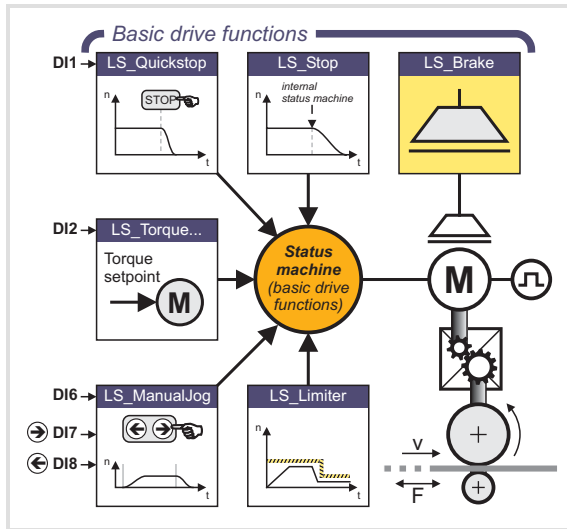 Basic drive functions
DI1
LS_Quickstop
n
STOP
t
LS_Stop
n
internal
status machine
t
LS_Brake
DI2
LS_Torque...
Torque
setpoint
M
Status
machine
(basic drive
functions)
M
DI6
DI7
DI8
LS_ManualJog
n
t
LS_Limiter
n
t
v
F